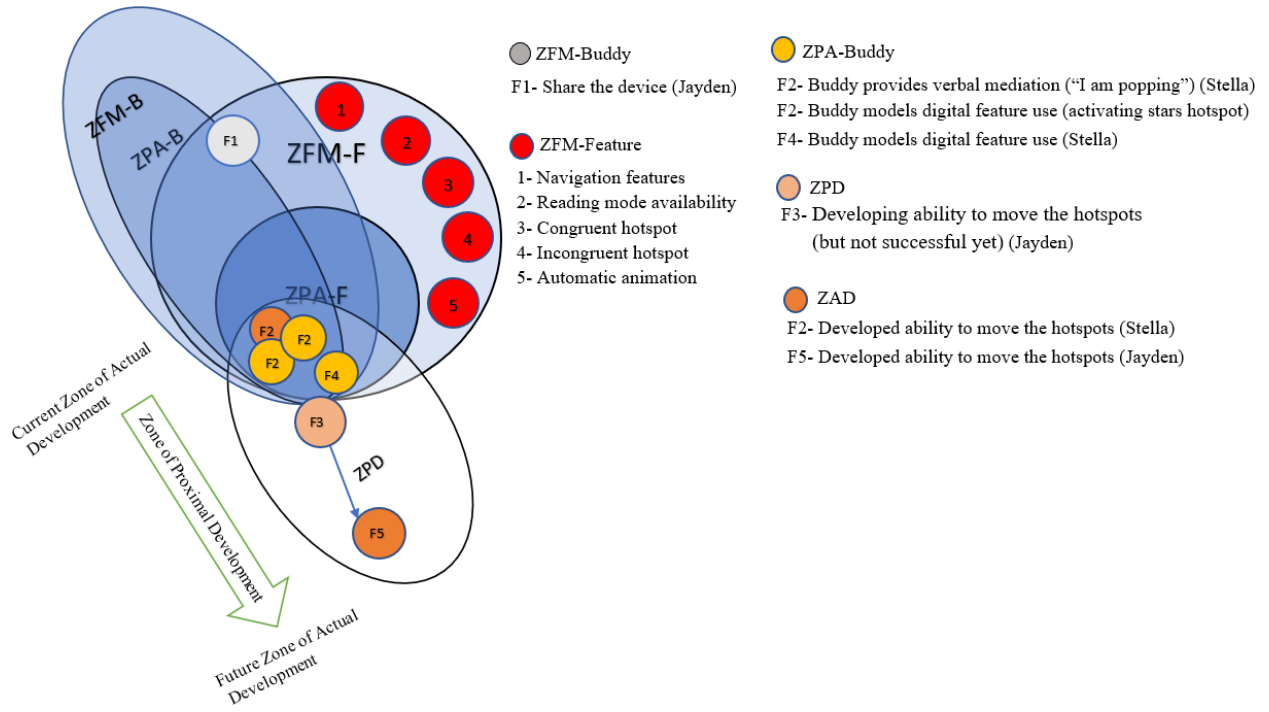 ZFM-B
ZPA-B
F1
ZFM-F
1
2
3
4
5
ZPA-F
F2
F2
F2
F4
F3
ZPD
F5
Current Zone of Actual
Development
Zone of Proximal Development
Future Zone of Actual
Development
ZFM-Buddy
F1- Share the device (Jayden)
ZFM-Feature
1- Navigation features
2- Reading mode availability
3- Congruent hotspot
4- Incongruent hotspot
5- Automatic animation
ZPA-Buddy
F2- Buddy provides verbal mediation (“I am popping”) (Stella)
F2- Buddy models digital feature use (activating stars hotspot)
F4- Buddy models digital feature use (Stella)
ZPD
F3- Developing ability to move the hotspots
(but not successful yet) (Jayden)
ZAD
F2- Developed ability to move the hotspots (Stella)
F5- Developed ability to move the hotspots (Jayden)